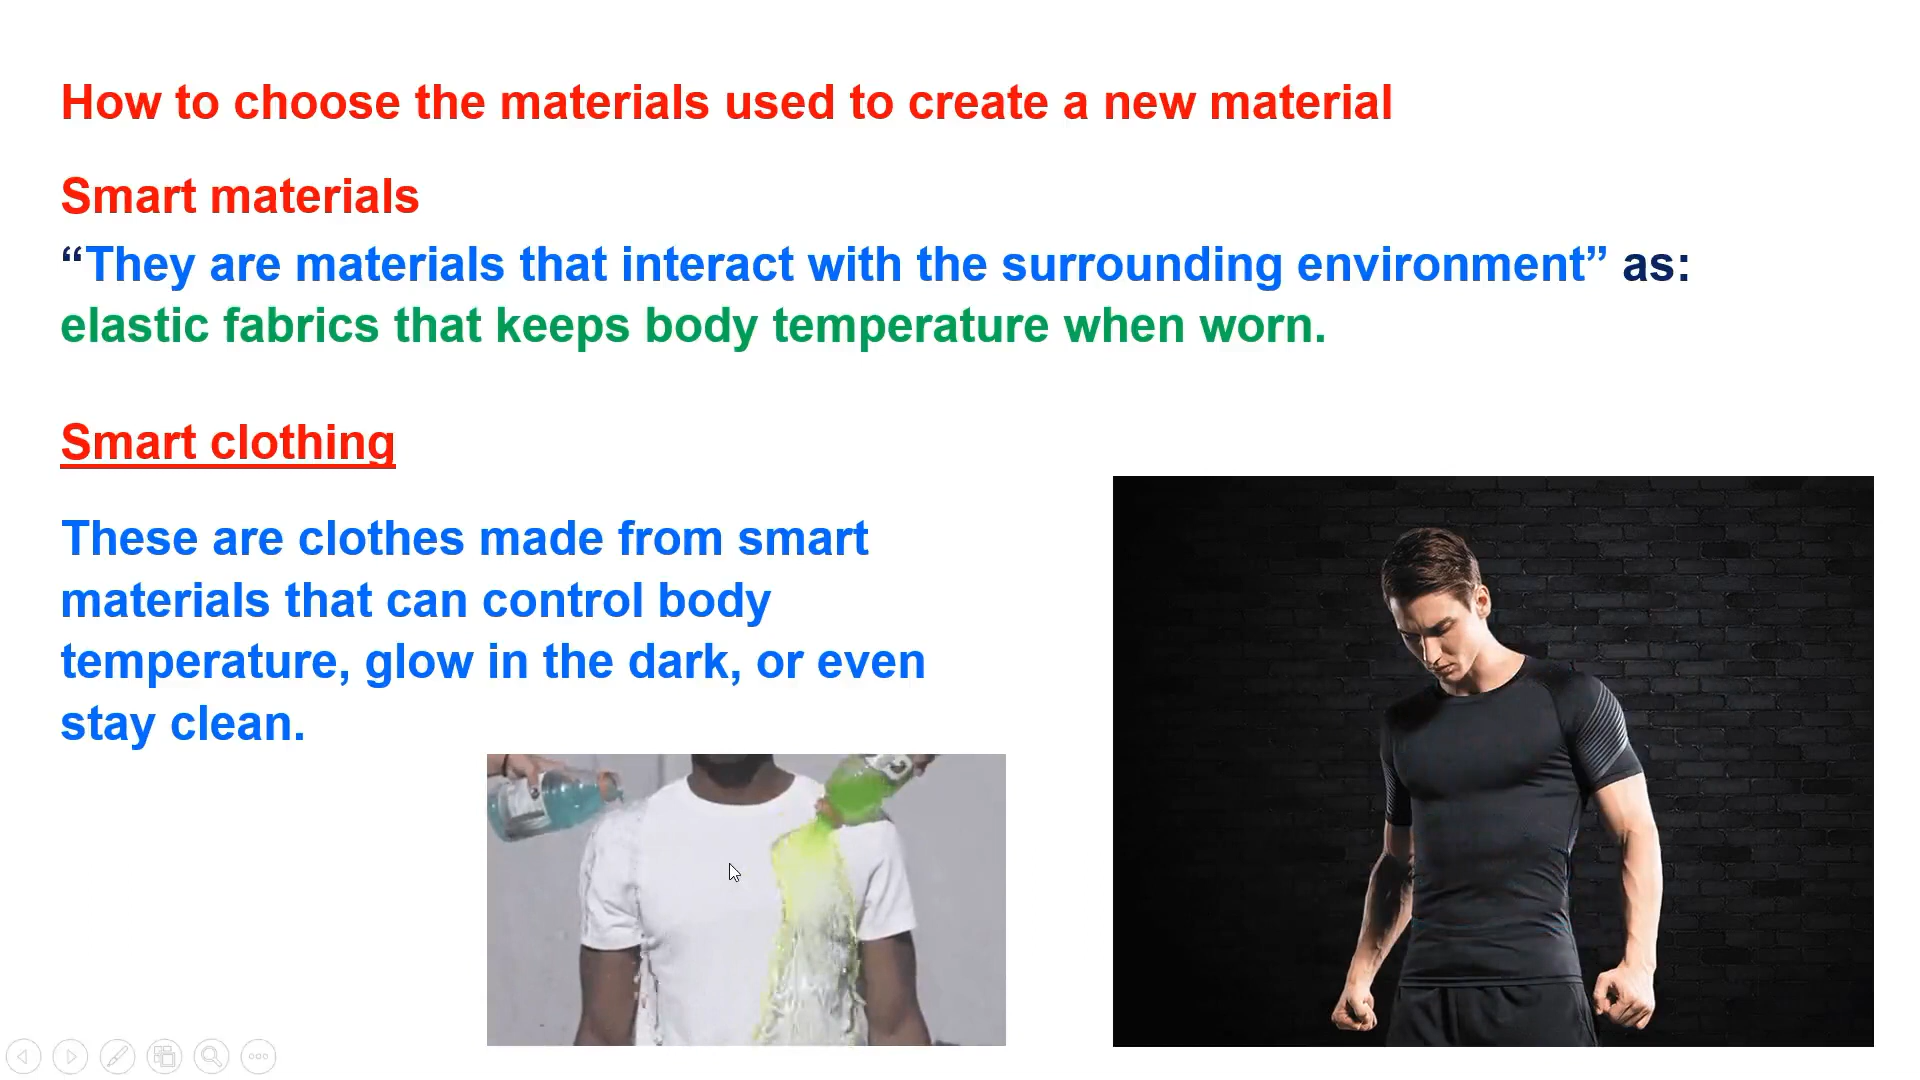 How to choose the materials used to create a new material
Smart materials
“They are materials that interact with the surrounding environment” as:
elastic fabrics that keeps body temperature when worn.
Smart clothing
These are clothes made from smart
materials that can control body
temperature, glow in the dark, or even
stay clean.